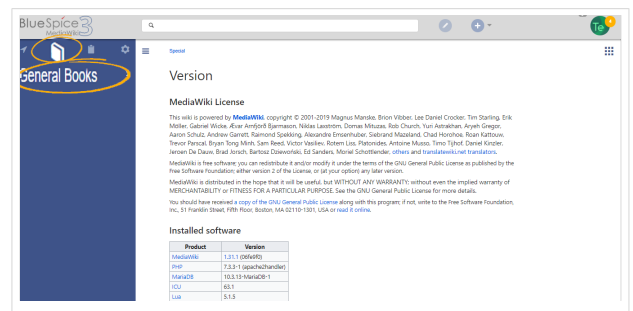 BlueSpice 3
MediaWiki
Te
General Books
Special
Version
MediaWiki License
This wiki is powered by MediaWiki, copyright © 2001-2019 Magnus Manske, Brion Vibber, Lee Daniel Crocker, Tim Starling, Erik
Möller, Gabriel Wicke, Ævar Arnfjörð Bjarmason, Niklas Laxström, Domas Mituzas, Rob Church, Yuri Astrakhan, Aryeh Gregor,
Aaron Schulz, Andrew Garrett, Raimond Spekking, Alexandre Emsenhuber, Siebrand Mazeland, Chad Horohoe, Roan Kattouw,
Trevor Parscal, Bryan Tong Minh, Sam Reed, Victor Vasiliev, Rotem Liss, Platonides, Antoine Musso, Timo Tijhof, Daniel Kinzler,
Jeroen De Dauw, Brad Jorsch, Bartosz Dziewoński, Ed Sanders, Moriel Schottlender, others and translatewiki.net translators.
MediaWiki is free software; you can redistribute it and/or modify it under the terms of the GNU General Public License as published by the
Free Software Foundation; either version 2 of the License, or (at your option) any later version.
MediaWiki is distributed in the hope that it will be useful, but WITHOUT ANY WARRANTY; without even the implied warranty of
MERCHANTABILITY or FITNESS FOR A PARTICULAR PURPOSE. See the GNU General Public License for more details.
You should have received a copy of the GNU General Public License along with this program; if not, write to the Free Software Foundation,
Inc., 51 Franklin Street, Fifth Floor, Boston, MA 02110-1301, USA or read it online.
Installed software
Product Version
MediaWiki 1.31.1 (06fe9f0)
PHP 7.3.3-1 (apache2handler)
MariaDB 10.3.13-MariaDB-1
ICU 63.1
Lua 5.1.5